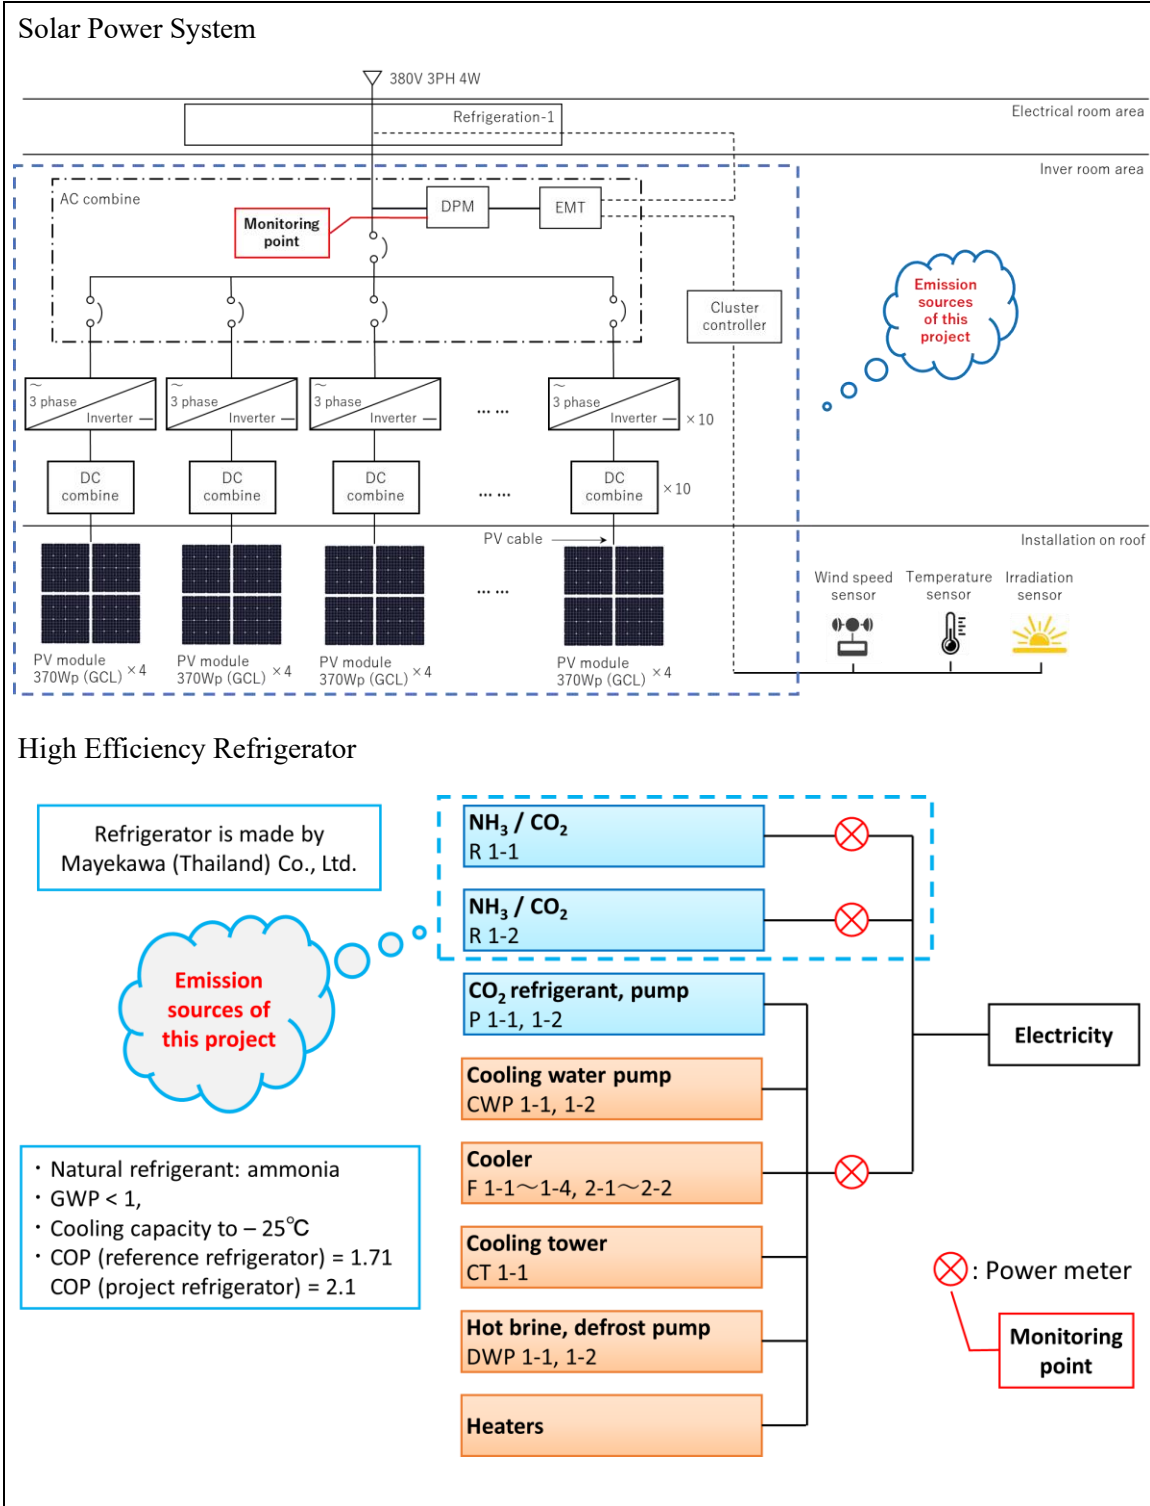 Solar Power System
380V 3PH 4W
Refrigeration-1
Electrical room area
Inver room area
AC combine
DPM
EMT
Monitoring
point
Cluster
controller
Emission
sources
of this
project
〜
3 phase
Inverter
〜
3 phase
Inverter
〜
3 phase
Inverter
... ...
〜
3 phase
Inverter
×10
DC
combine
DC
combine
DC
combine
... ...
DC
combine
×10
PV cable
Installation on roof
... ...
Wind speed
sensor
Temperature
sensor
Irradiation
sensor
PV module
370Wp (GCL) ×4
PV module
370Wp (GCL) ×4
PV module
370Wp (GCL) ×4
PV module
370Wp (GCL) ×4
High Efficiency Refrigerator
Refrigerator is made by
Mayekawa (Thailand) Co., Ltd.
NH₃ / CO₂
R 1-1
NH₃ / CO₂
R 1-2
Emission
sources of
this project
CO₂ refrigerant, pump
P 1-1, 1-2
Electricity
Cooling water pump
CWP 1-1, 1-2
Cooler
F 1-1〜1-4, 2-1〜2-2
・Natural refrigerant: ammonia
・GWP < 1,
・Cooling capacity to – 25℃
・COP (reference refrigerator) = 1.71
COP (project refrigerator) = 2.1
Cooling tower
CT 1-1
: Power meter
Hot brine, defrost pump
DWP 1-1, 1-2
Monitoring
point
Heaters